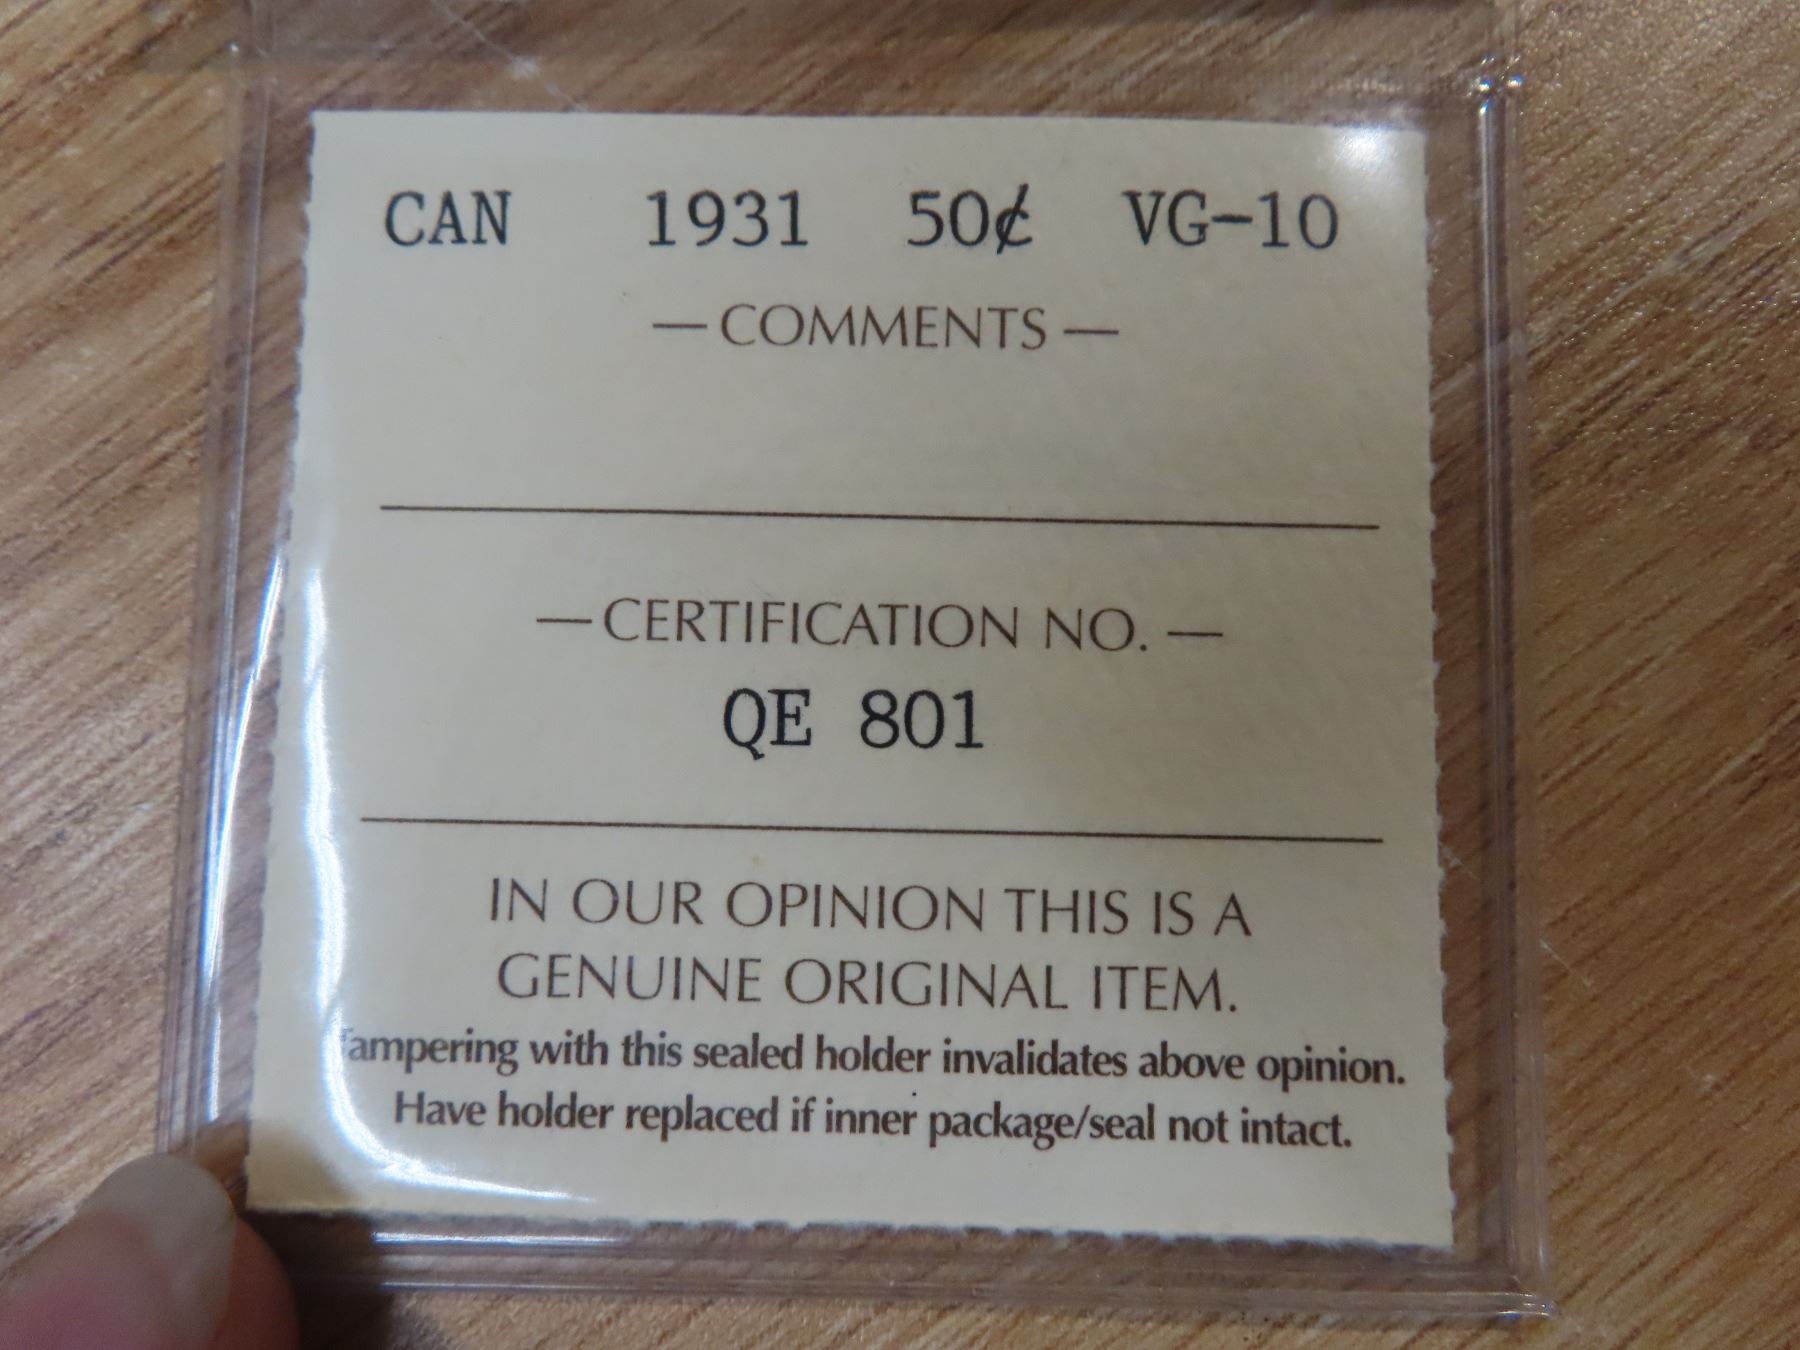 CAN 1931 50¢ VG-10
— COMMENTS —
— CERTIFICATION NO. —
QE 801
IN OUR OPINION THIS IS A
GENUINE ORIGINAL ITEM.
Tampering with this sealed holder invalidates above opinion.
Have holder replaced if inner package/seal not intact.